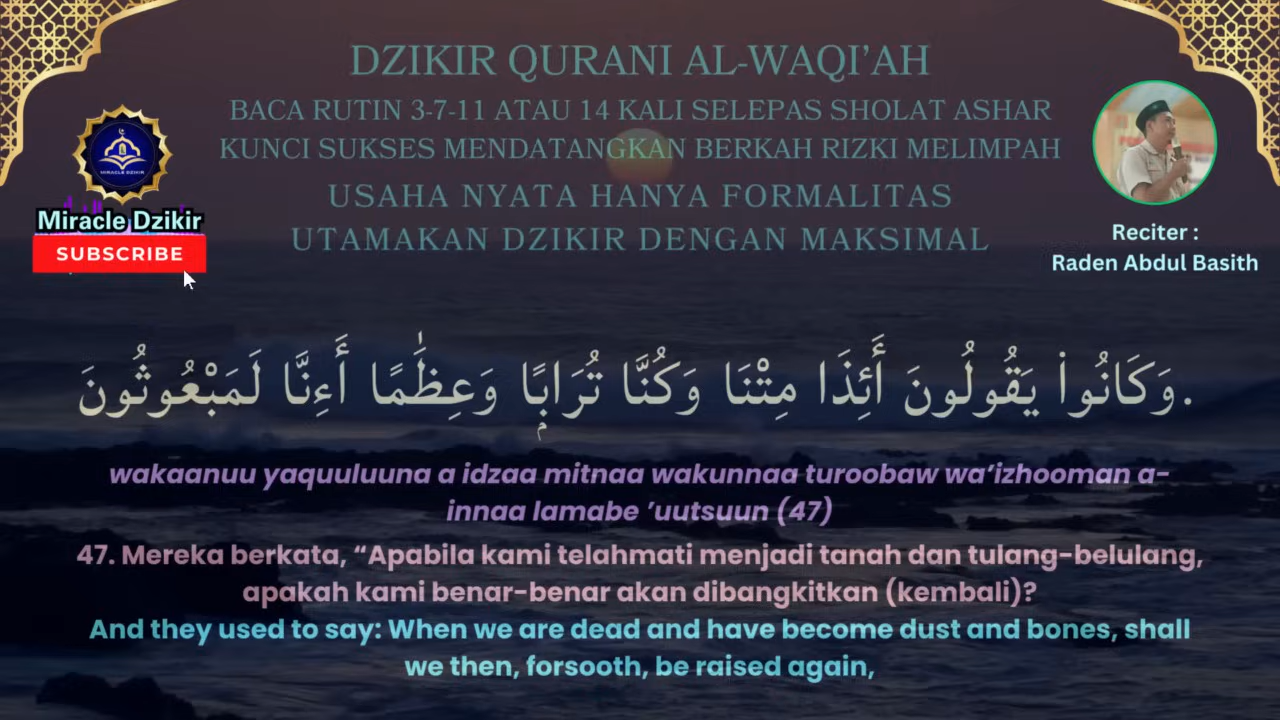 DZIKIR QURANI AL-WAQI'AH
BACA RUTIN 3-7-11 ATAU 14 KALI SELEPAS SHOLAT ASHAR
KUNCI SUKSES MENDATANGKAN BERKAH RIZKI MELIMPAH
USAHA NYATA HANYA FORMALITAS
UTAMAKAN DZIKIR DENGAN MAKSIMAL
MIRACLE DZIKIR
Miracle Dzikir
SUBSCRIBE
Reciter :
Raden Abdul Basith
وَكَانُوا۟ يَقُولُونَ أَئِذَا مِتْنَا وَكُنَّا تُرَابًۭا وَعِظَٰمًا أَءِنَّا لَمَبْعُوثُونَ.
wakaanuu yaquuluuna a idzaa mitnaa wakunnaa turoobaw wa‘izhooman a-
innaa lamabe ’uutsuun (47)
47. Mereka berkata, “Apabila kami telahmati menjadi tanah dan tulang-belulang,
apakah kami benar-benar akan dibangkitkan (kembali)?
And they used to say: When we are dead and have become dust and bones, shall
we then, forsooth, be raised again,